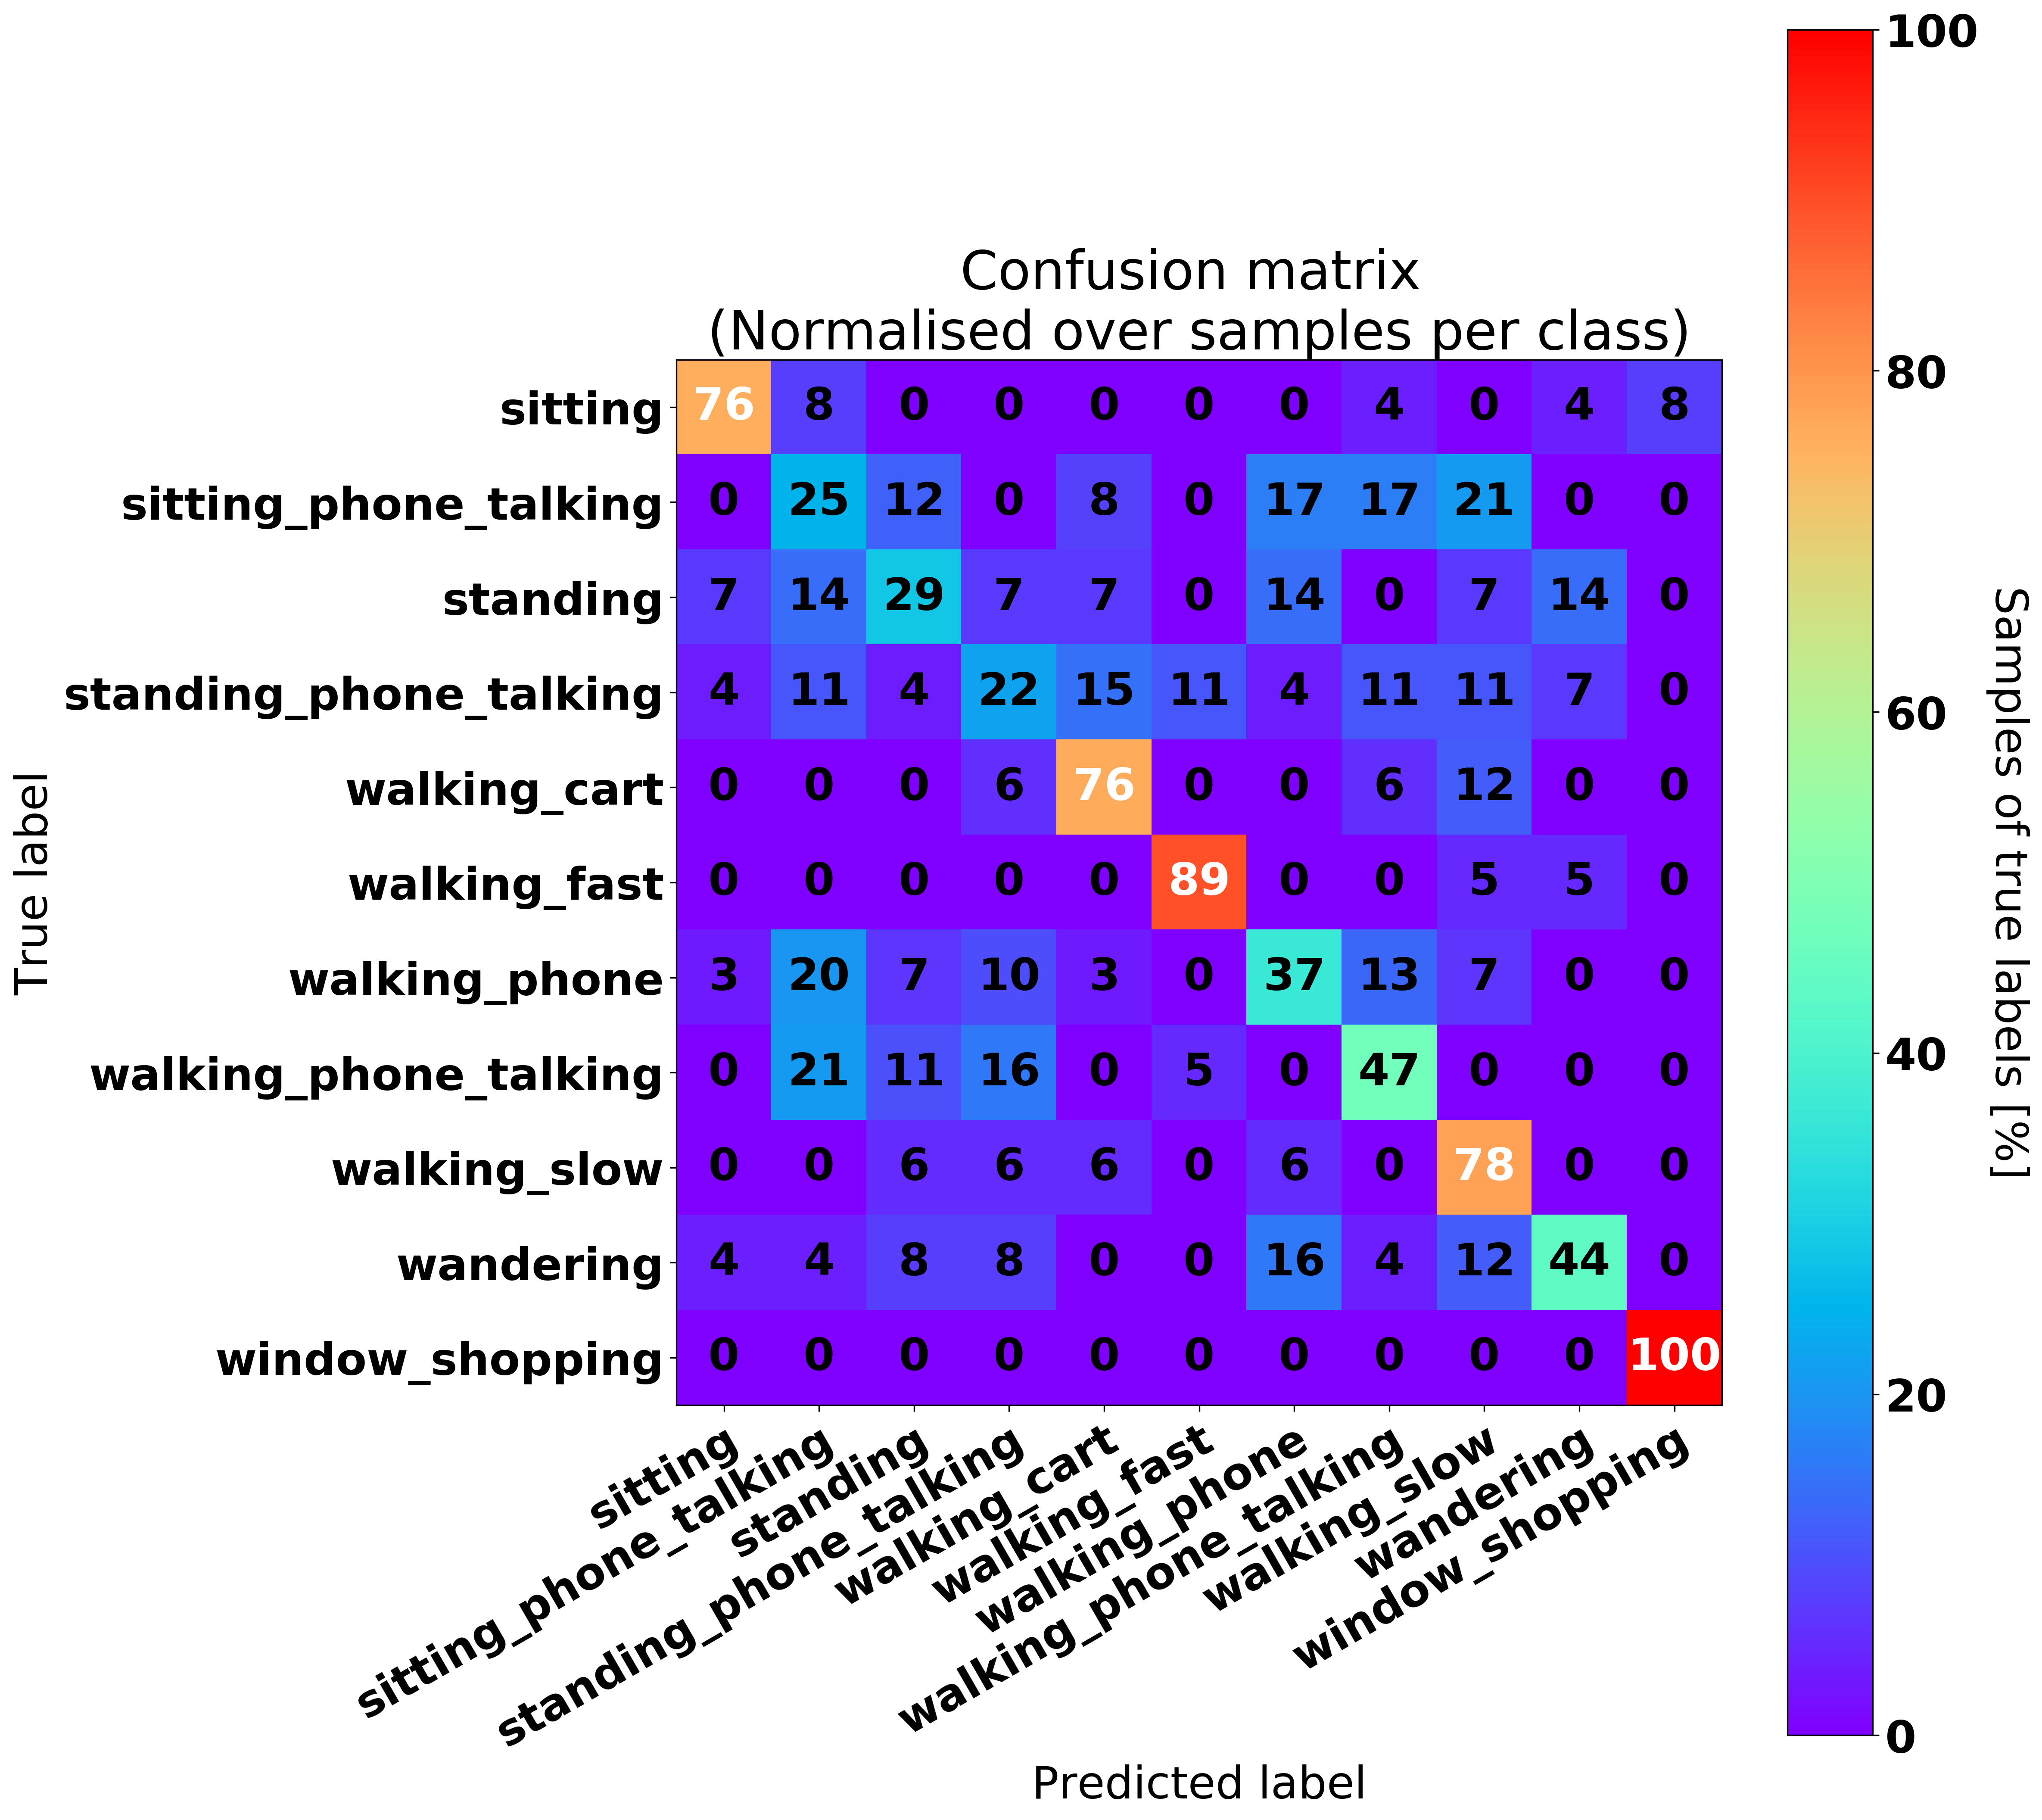 Confusion matrix
(Normalised over samples per class)
100
80
60
40
20
0
Samples of true labels [%]
True label
sitting 76 8 0 0 0 0 0 4 0 4 8
sitting_phone_talking 0 25 12 0 8 0 17 17 21 0 0
standing 7 14 29 7 7 0 14 0 7 14 0
standing_phone_talking 4 11 4 22 15 11 4 11 11 7 0
walking_cart 0 0 0 6 76 0 0 6 12 0 0
walking_fast 0 0 0 0 0 89 0 0 5 5 0
walking_phone 3 20 7 10 3 0 37 13 7 0 0
walking_phone_talking 0 21 11 16 0 5 0 47 0 0 0
walking_slow 0 0 6 6 6 0 6 0 78 0 0
wandering 4 4 8 8 0 0 16 4 12 44 0
window_shopping 0 0 0 0 0 0 0 0 0 0 100
sitting
sitting_phone_talking
standing
standing_phone_talking
walking_cart
walking_fast
walking_phone
walking_phone_talking
walking_slow
wandering
window_shopping
Predicted label